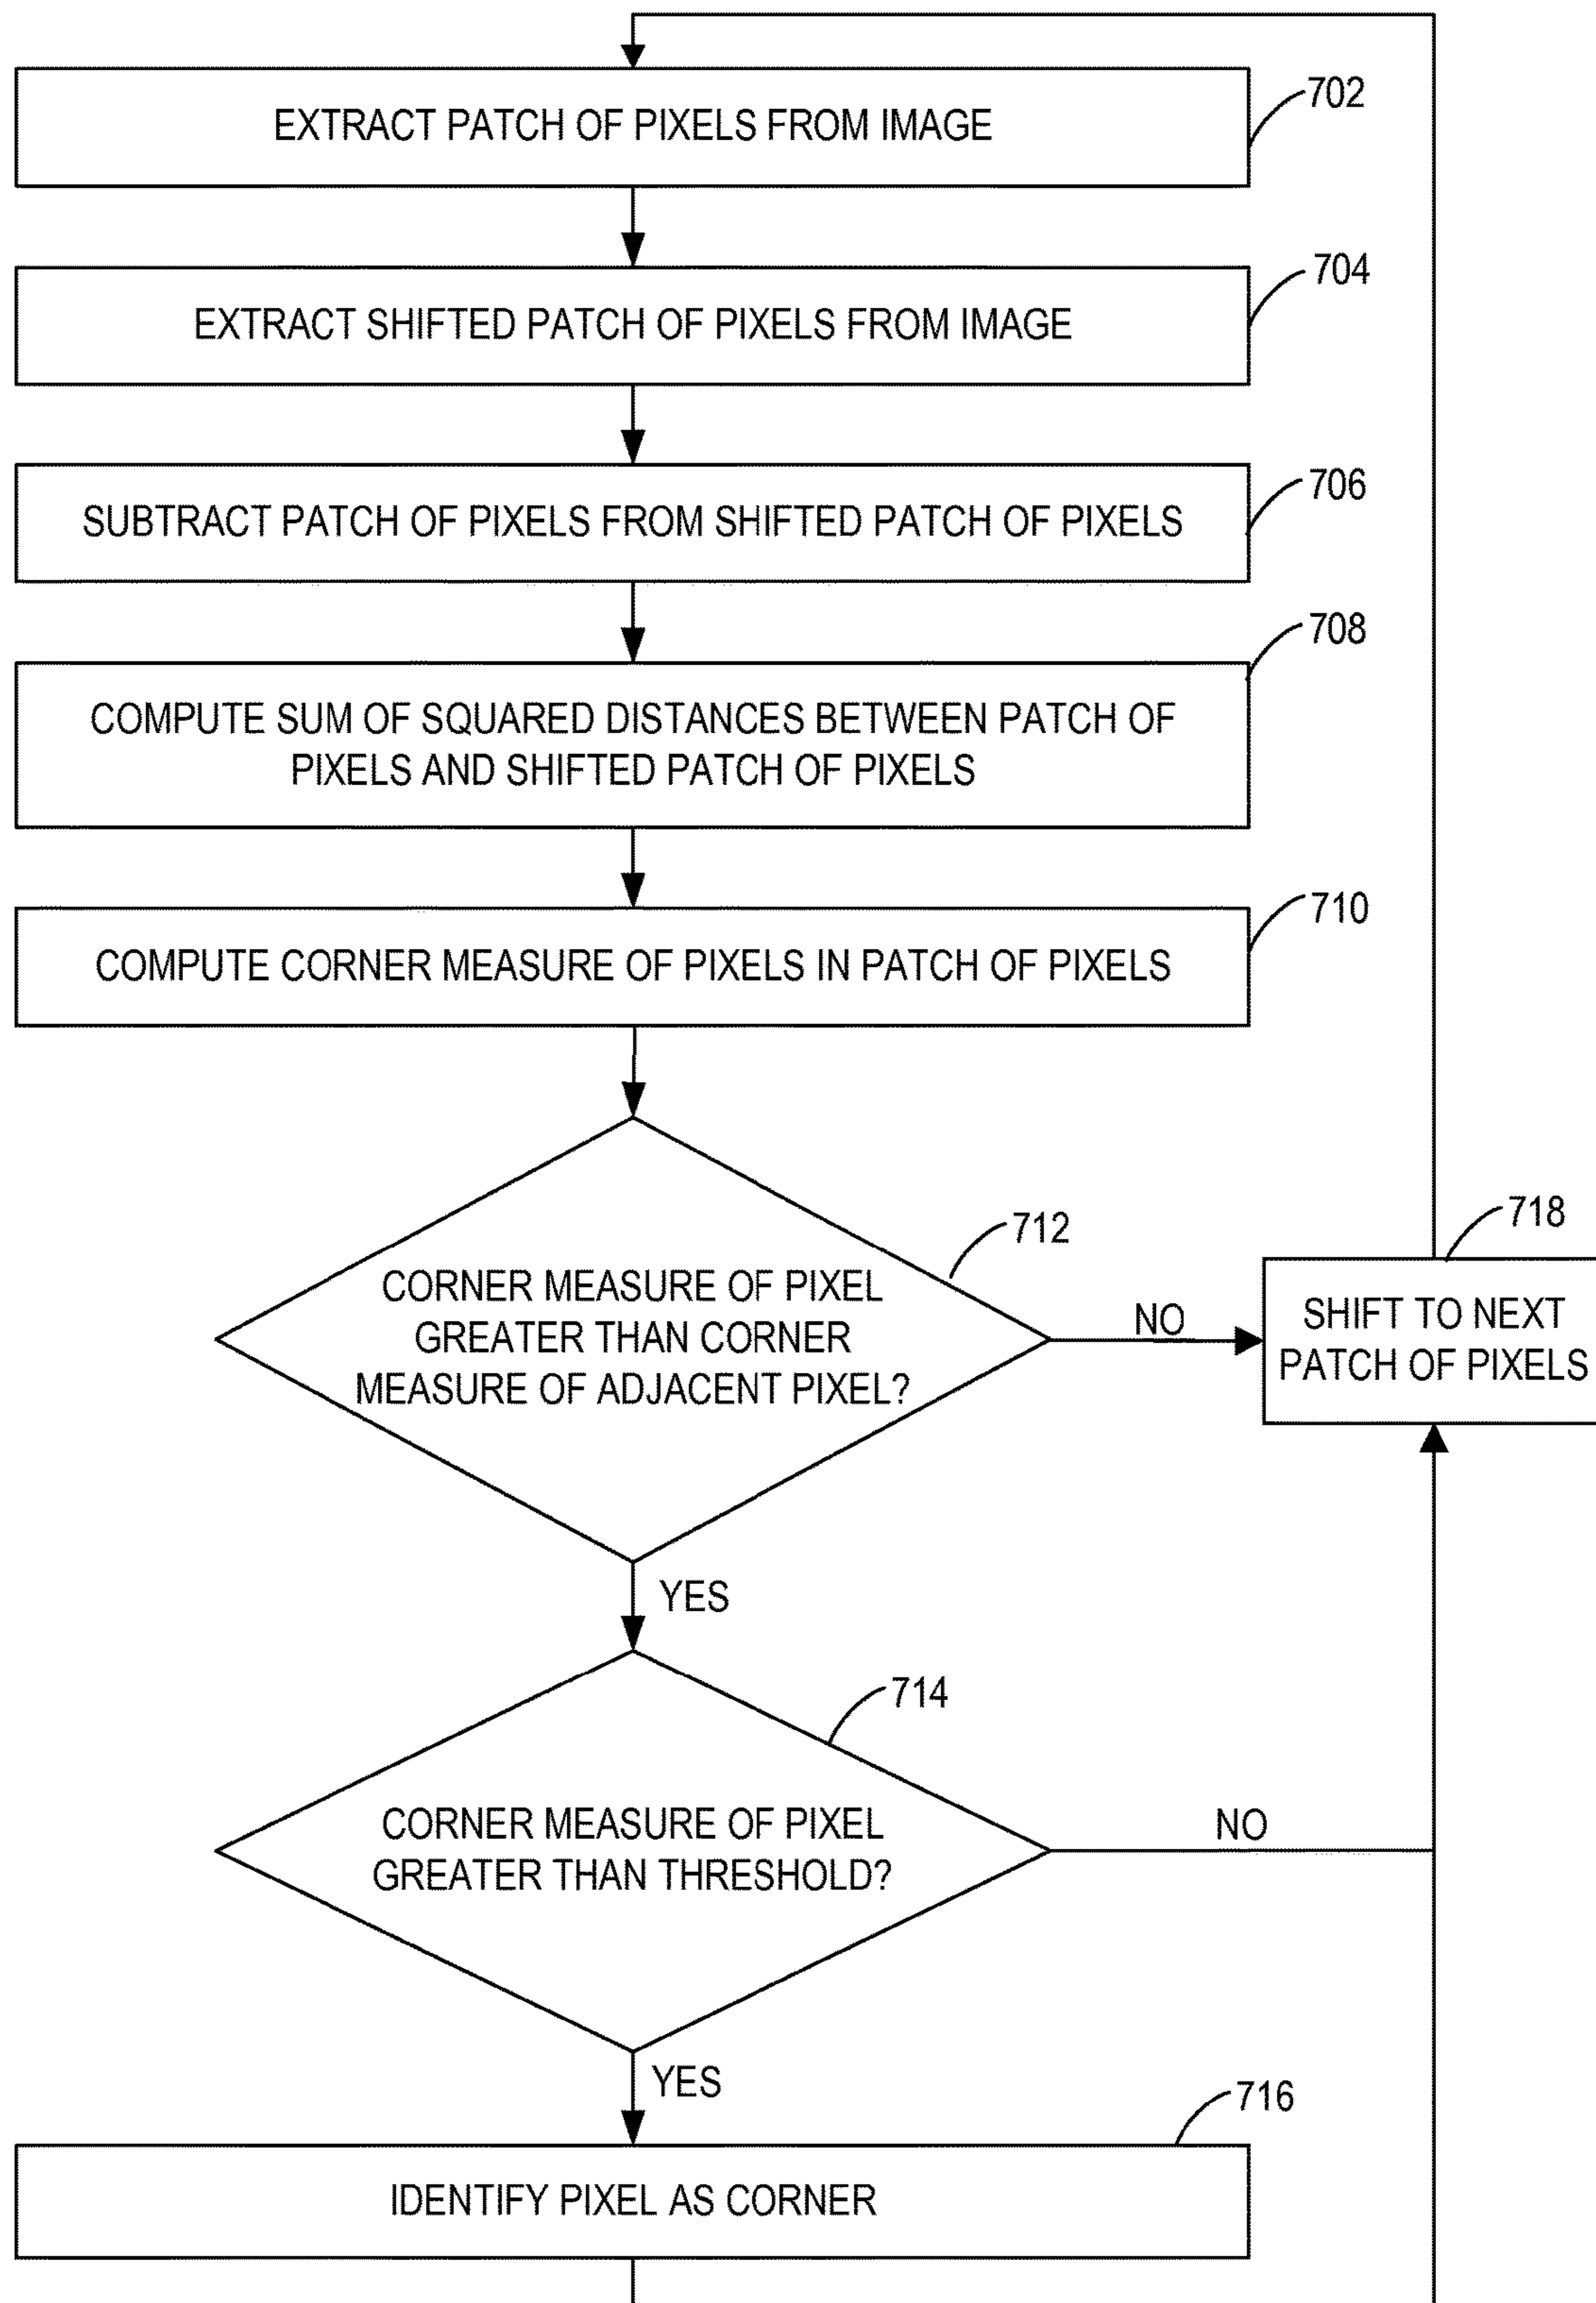 702
EXTRACT PATCH OF PIXELS FROM IMAGE
704
EXTRACT SHIFTED PATCH OF PIXELS FROM IMAGE
706
SUBTRACT PATCH OF PIXELS FROM SHIFTED PATCH OF PIXELS
708
COMPUTE SUM OF SQUARED DISTANCES BETWEEN PATCH OF
PIXELS AND SHIFTED PATCH OF PIXELS
710
COMPUTE CORNER MEASURE OF PIXELS IN PATCH OF PIXELS
712
CORNER MEASURE OF PIXEL
GREATER THAN CORNER
MEASURE OF ADJACENT PIXEL?
NO
718
SHIFT TO NEXT
PATCH OF PIXELS
YES
714
CORNER MEASURE OF PIXEL
GREATER THAN THRESHOLD?
NO
YES
716
IDENTIFY PIXEL AS CORNER